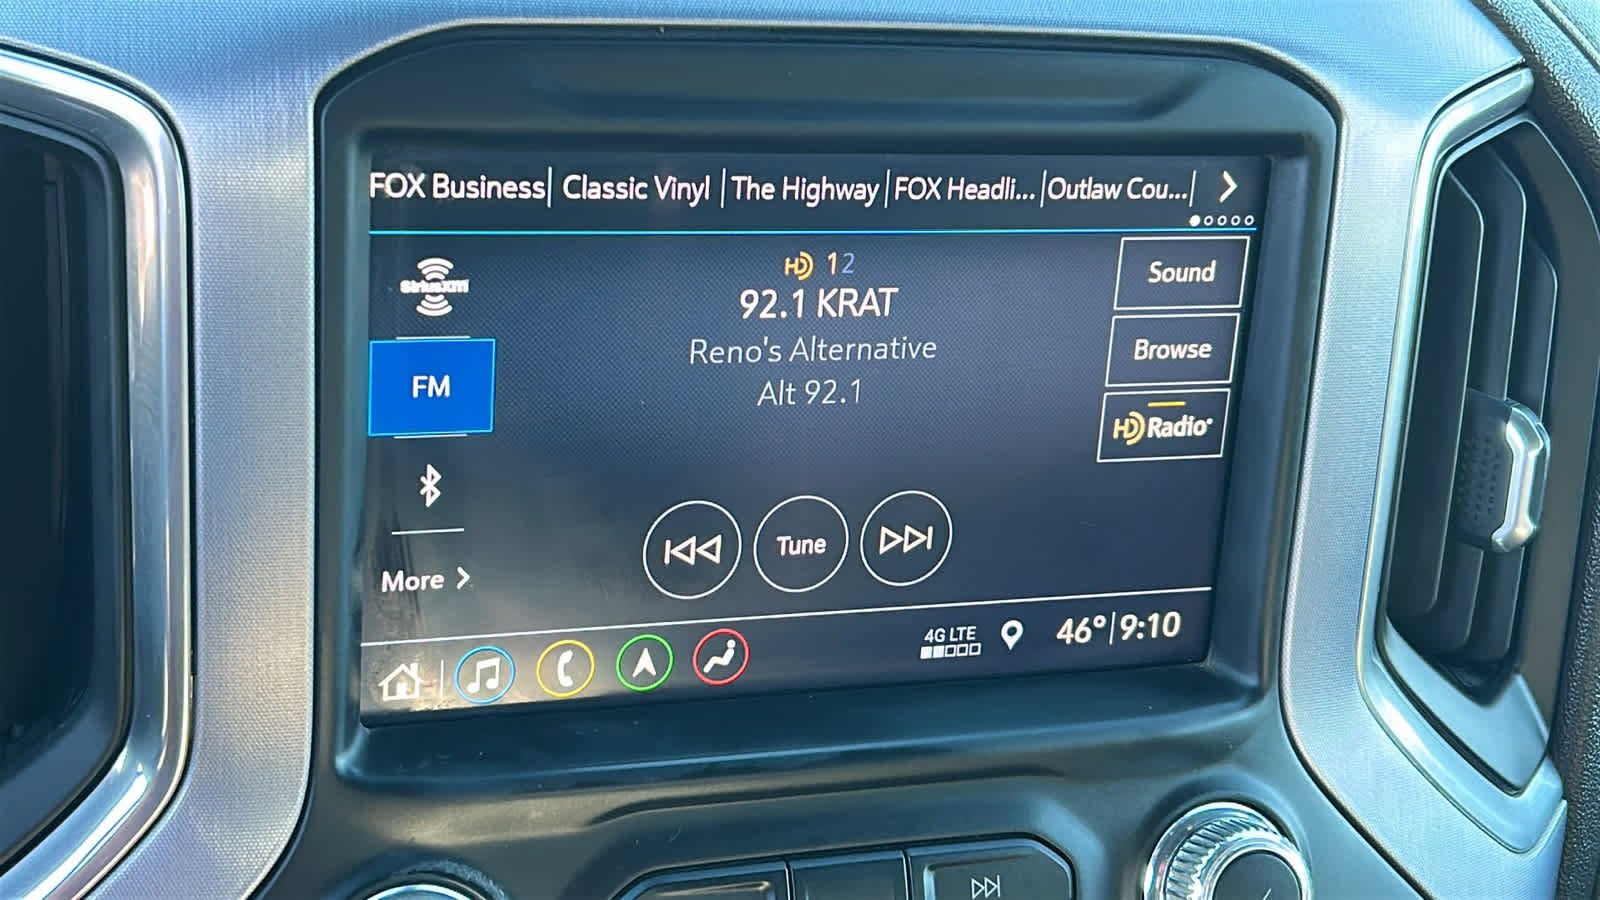 FOX Business| Classic Vinyl |The Highway|FOX Headli...|Outlaw Cou...|
SiriusXM
HD 12
92.1 KRAT
Reno's Alternative
Alt 92.1
Sound
Browse
HD Radio
FM
More
Tune
4G LTE
46°|9:10